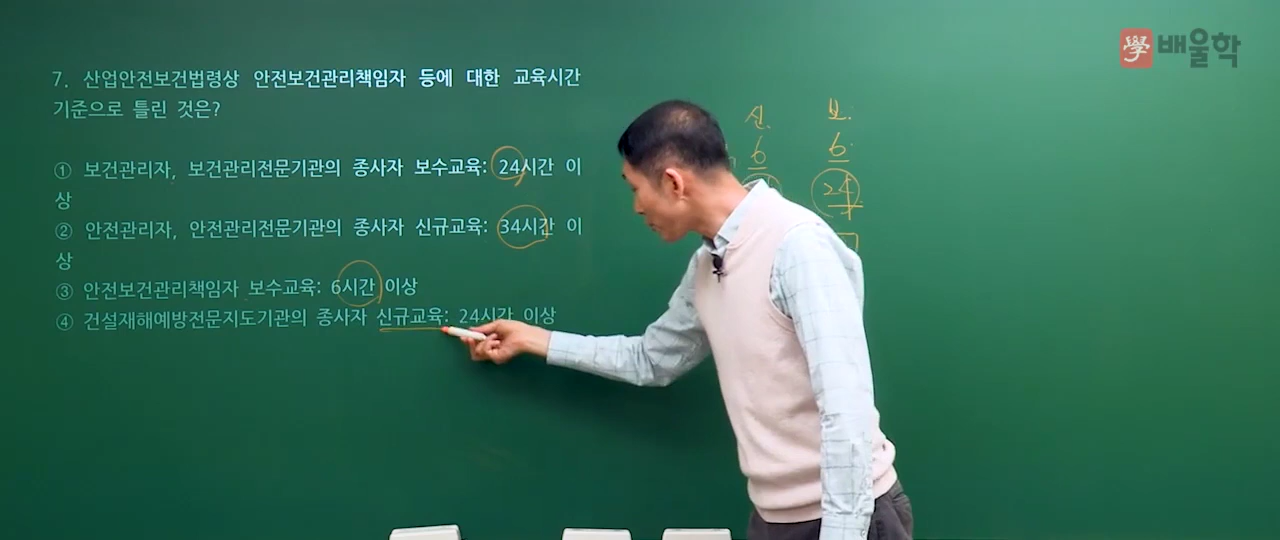 學 배울학
7. 산업안전보건법령상 안전보건관리책임자 등에 대한 교육시간
기준으로 틀린 것은?
① 보건관리자, 보건관리전문기관의 종사자 보수교육: 24시간 이
상
② 안전관리자, 안전관리전문기관의 종사자 신규교육: 34시간 이
상
③ 안전보건관리책임자 보수교육: 6시간 이상
④ 건설재해예방전문지도기관의 종사자 신규교육: 24시간 이상
신. 보.
6 6
24